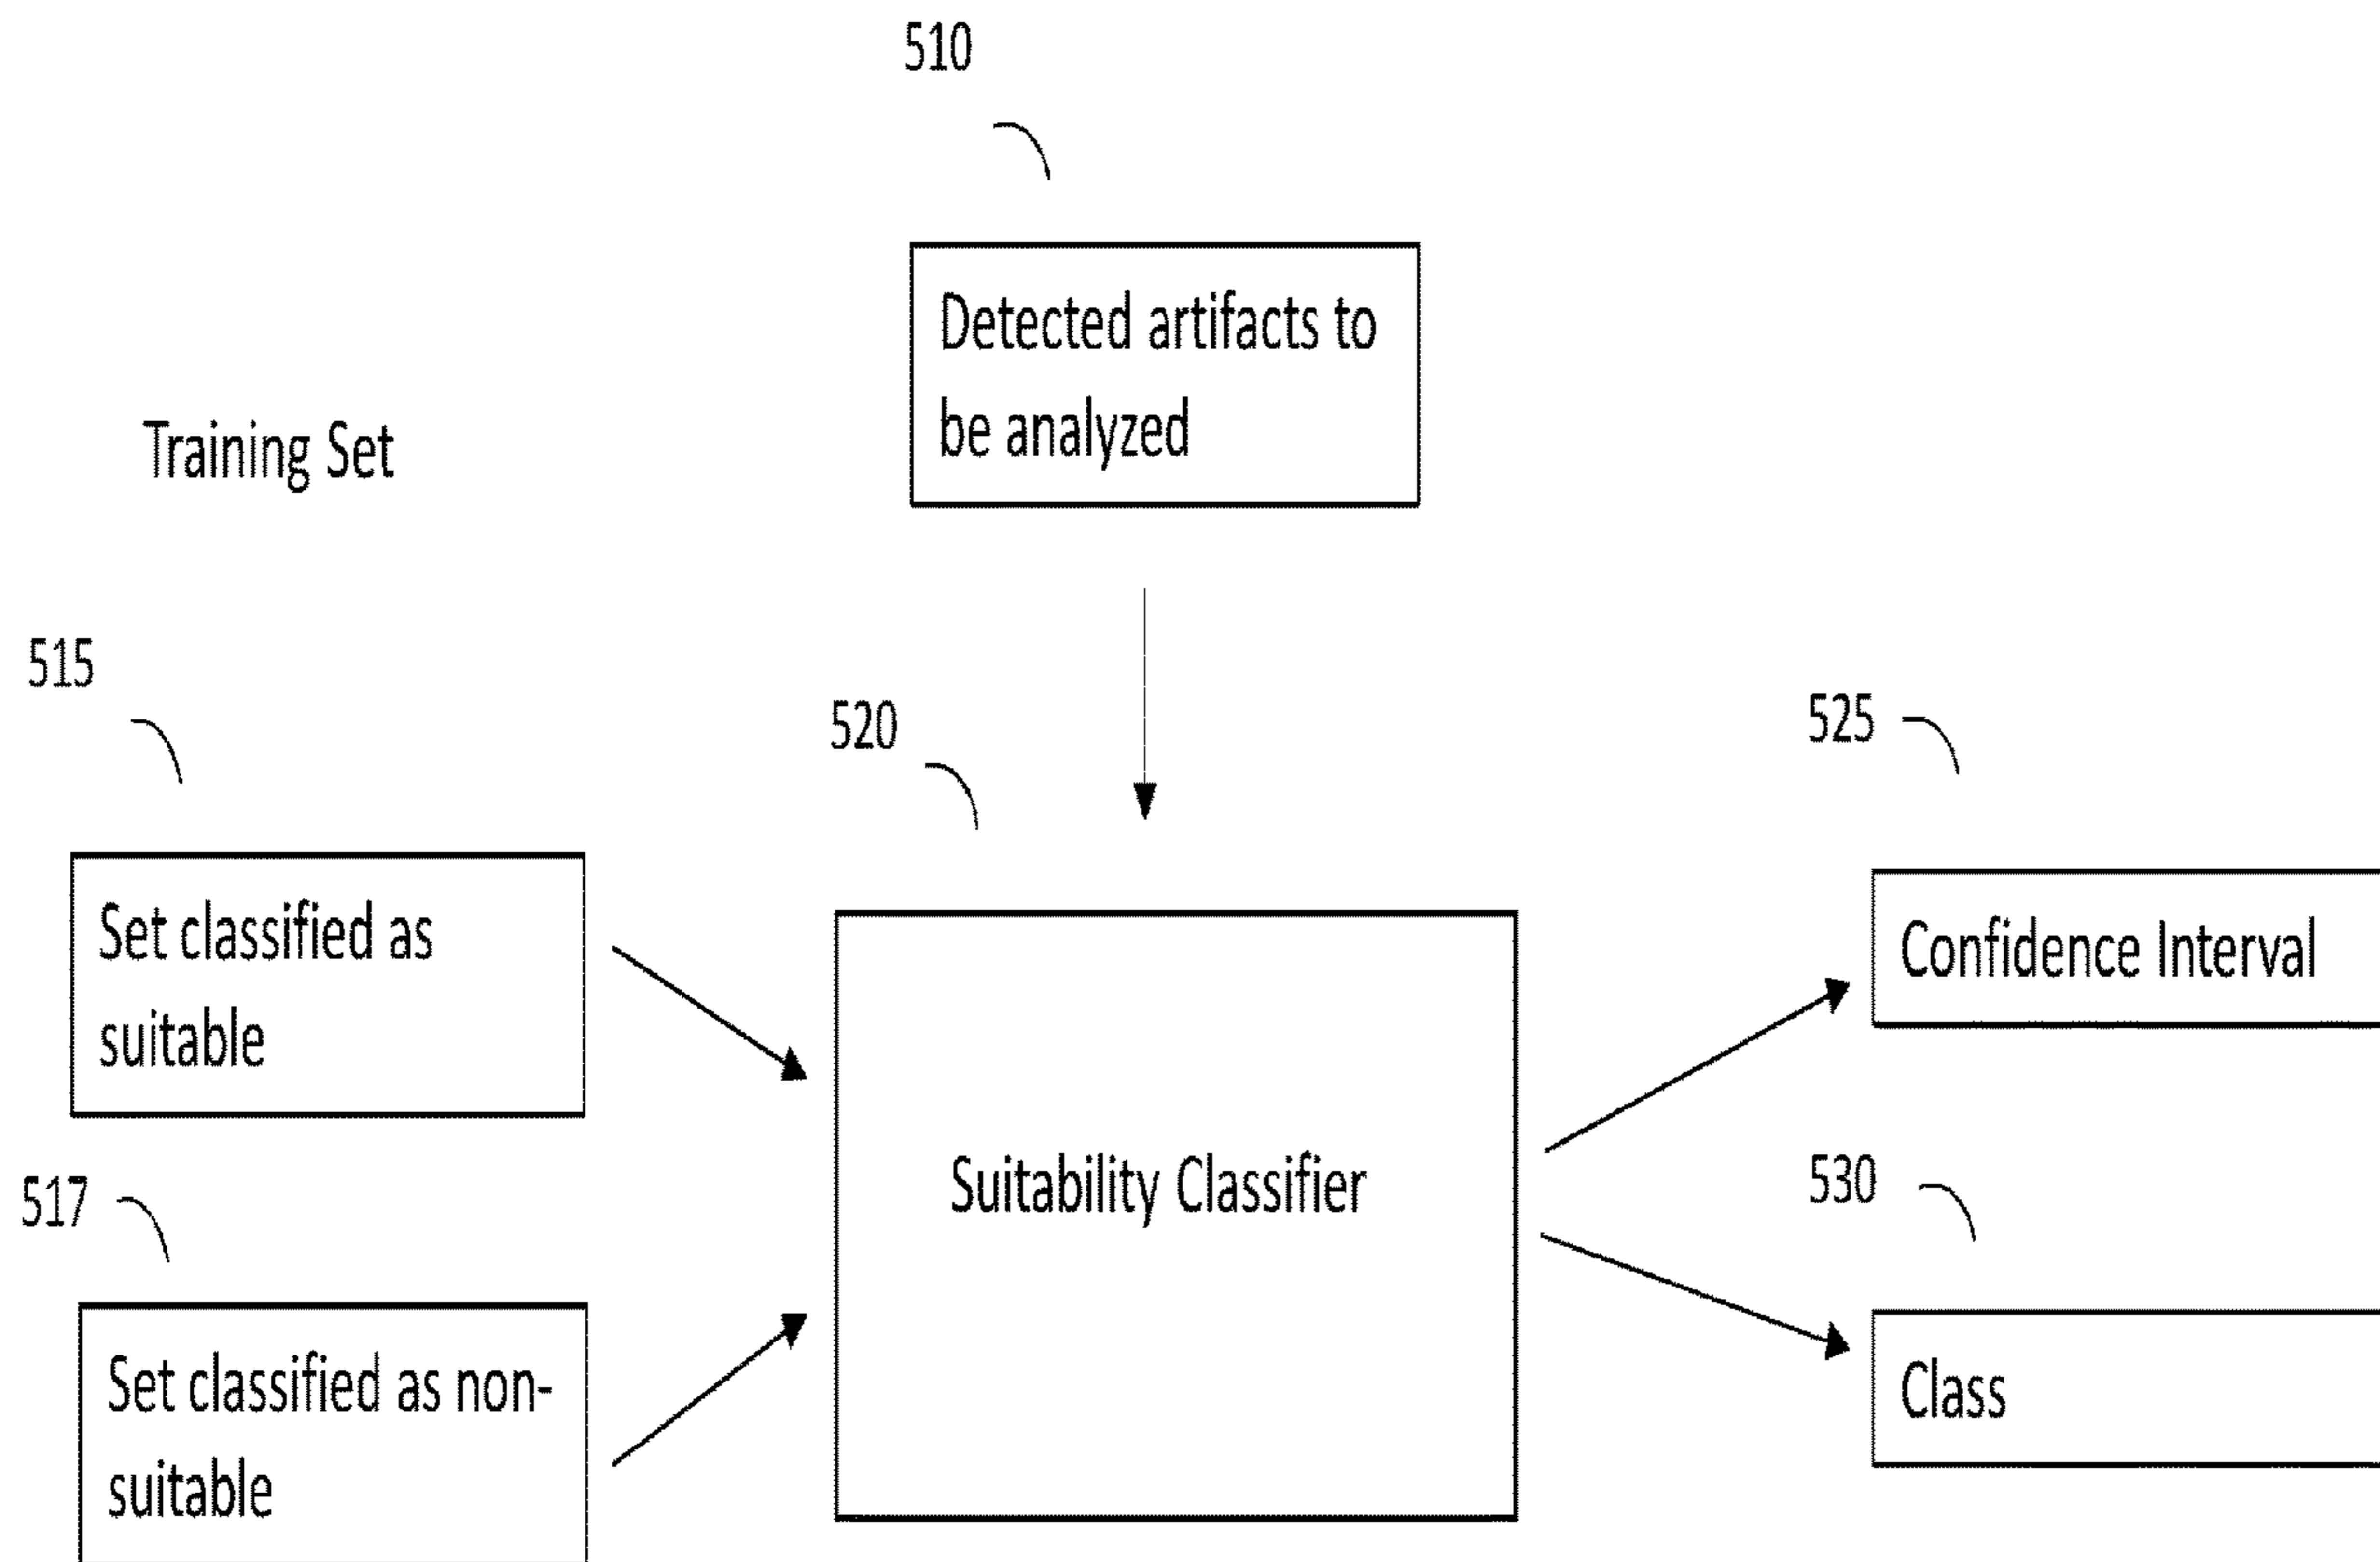 510
Detected artifacts to
be analyzed
Training Set
515
520
525
Set classified as
suitable
Confidence Interval
Suitability Classifier
517
530
Set classified as non-
suitable
Class